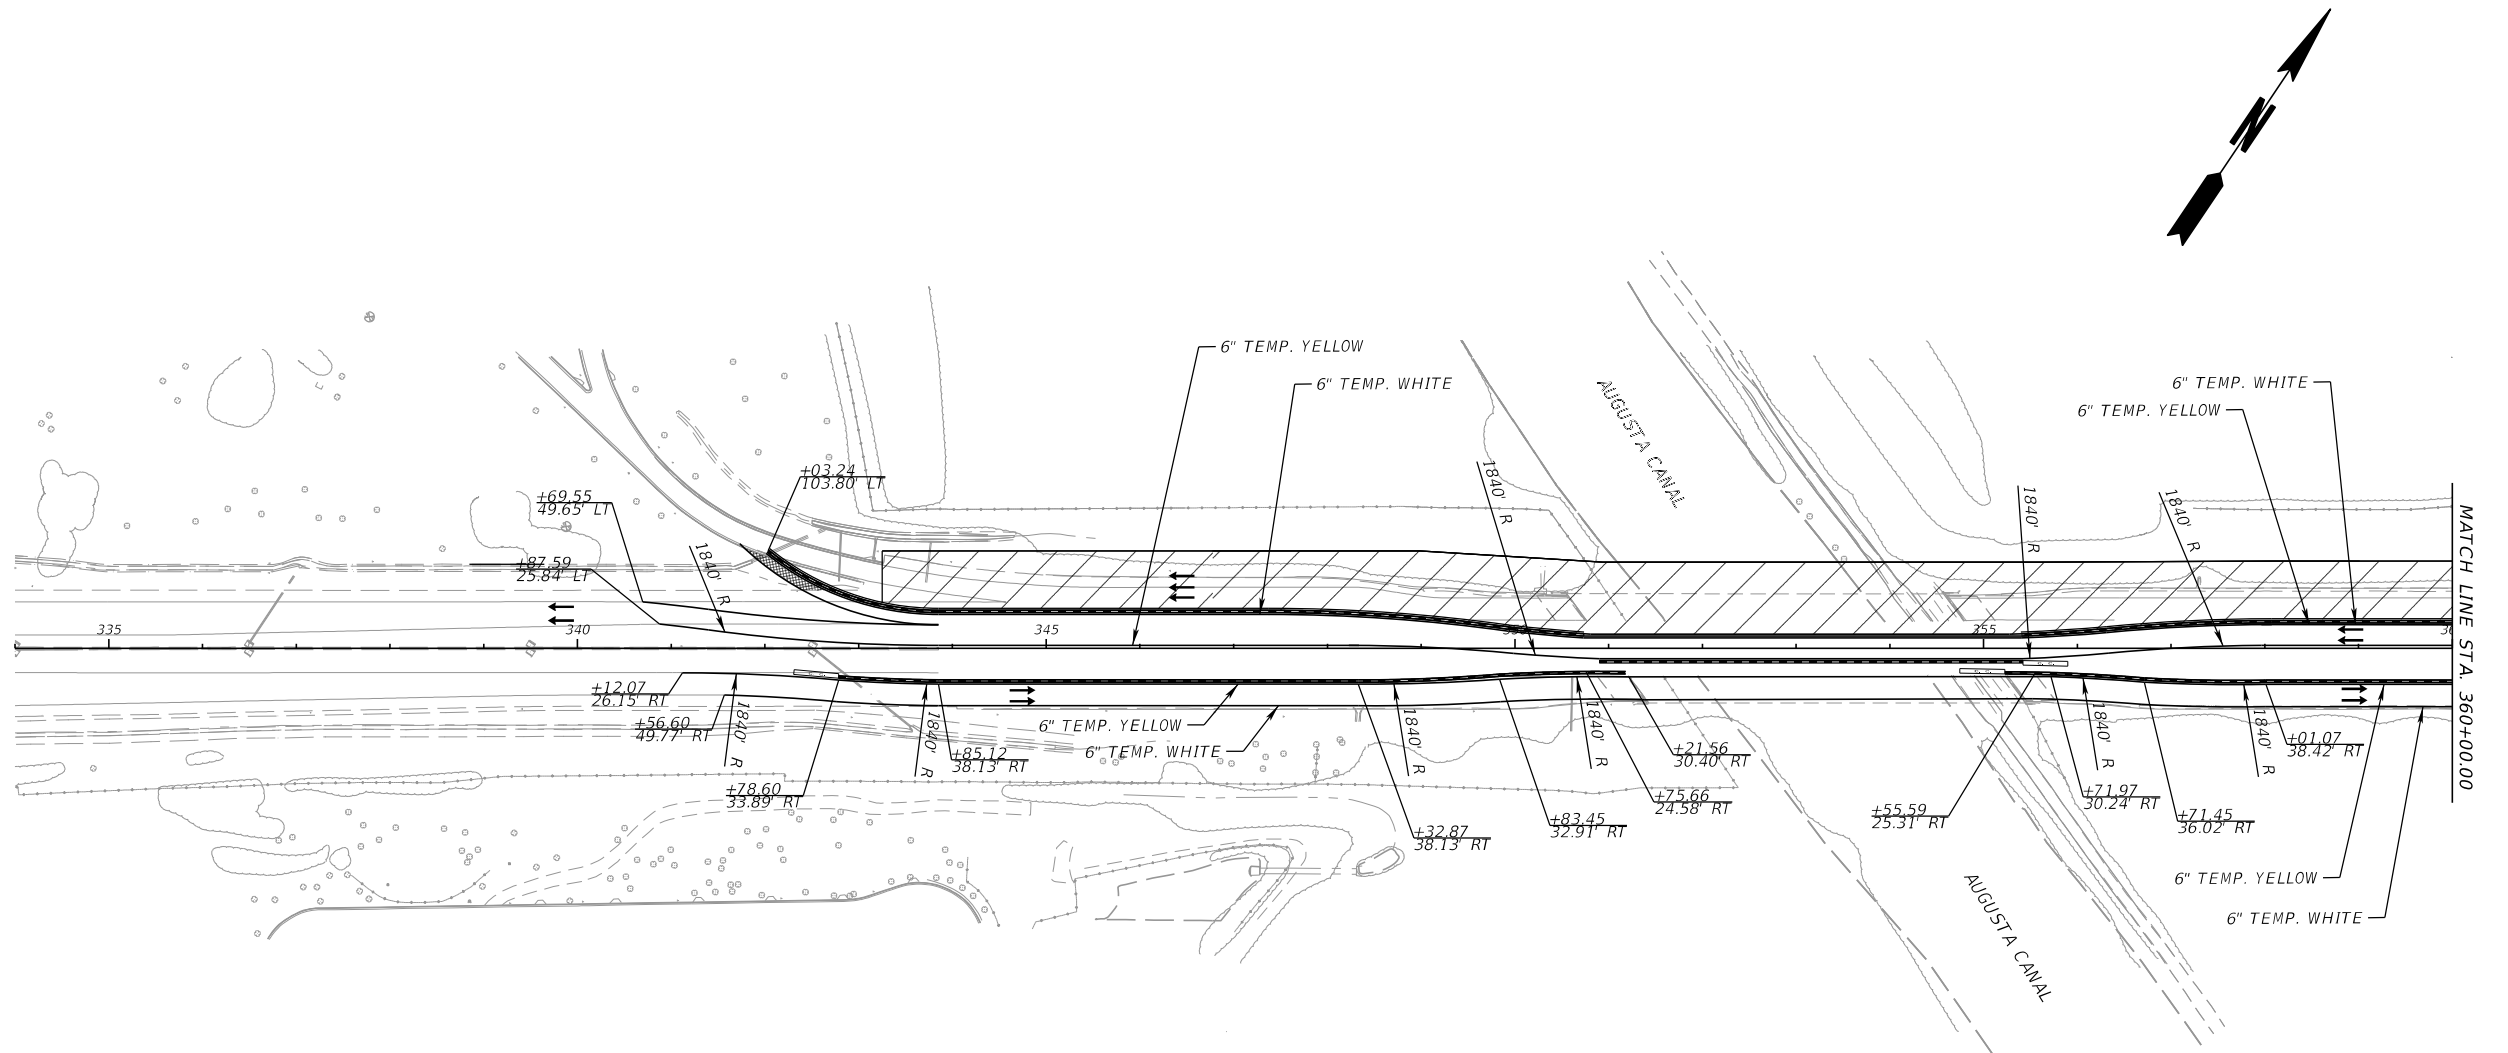 N
6" TEMP. YELLOW
6" TEMP. WHITE
6" TEMP. WHITE
6" TEMP. YELLOW
AUGUSTA CANAL
+03.24
103.80' LT
+69.55
49.65' LT
+87.59
25.84' LT
1840' R
1840' R
1840' R
1840' R
MATCH LINE STA. 360+00.00
335
340
345
355
+12.07
26.15' RT
+56.60
49.77' RT
+78.60
33.89' RT
1840' R
1840' R
+85.12
38.13' RT
6" TEMP. YELLOW
6" TEMP. WHITE
1840' R
+32.87
38.13' RT
+83.45
32.91' RT
1840' R
+75.66
24.58' RT
+21.56
30.40' RT
+55.59
25.31' RT
1840' R
+71.97
30.24' RT
+71.45
36.02' RT
1840' R
+01.07
38.42' RT
6" TEMP. YELLOW
6" TEMP. WHITE
AUGUSTA CANAL